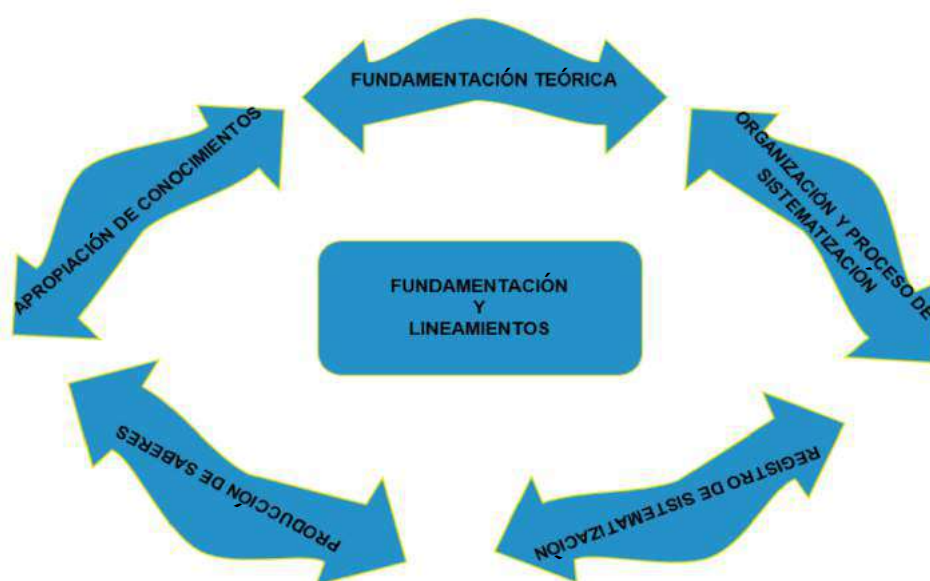 FUNDAMENTACIÓN TEÓRICA
ORGANIZACIÓN Y PROCESO DE
SISTEMATIZACIÓN
REGISTRO DE SISTEMATIZACIÓN
PRODUCCIÓN DE SABERES
APROPIACIÓN DE CONOCIMIENTOS
FUNDAMENTACIÓN
Y
LINEAMIENTOS